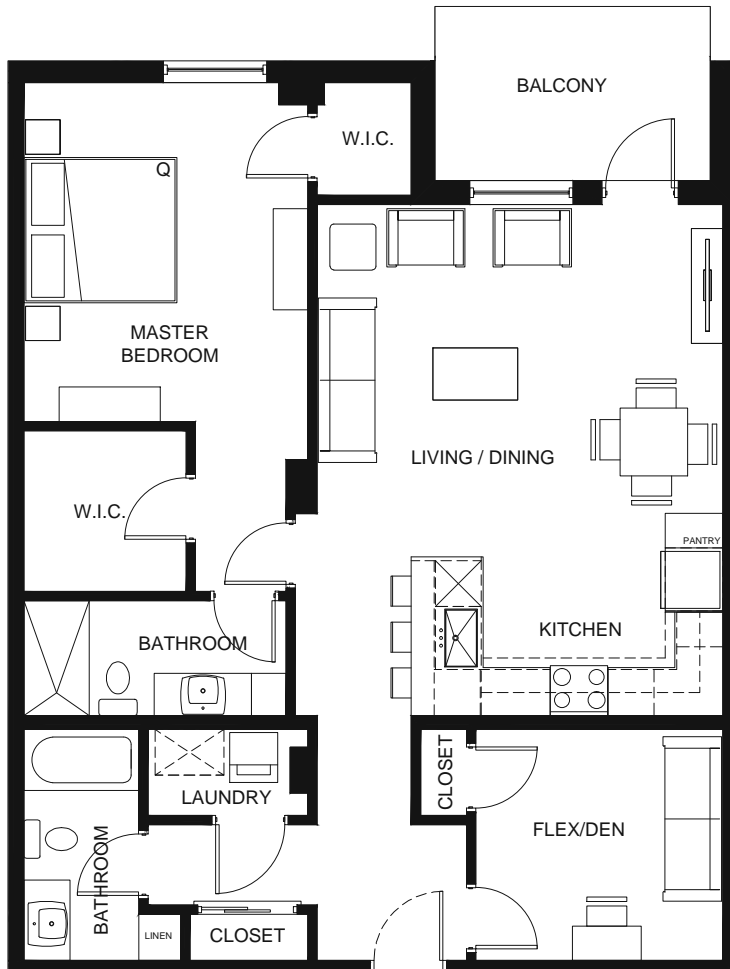 BALCONY
W.I.C.
Q
MASTER
BEDROOM
LIVING / DINING
W.I.C.
PANTRY
KITCHEN
BATHROOM
CLOSET
LAUNDRY
FLEX/DEN
BATHROOM
LINEN
CLOSET